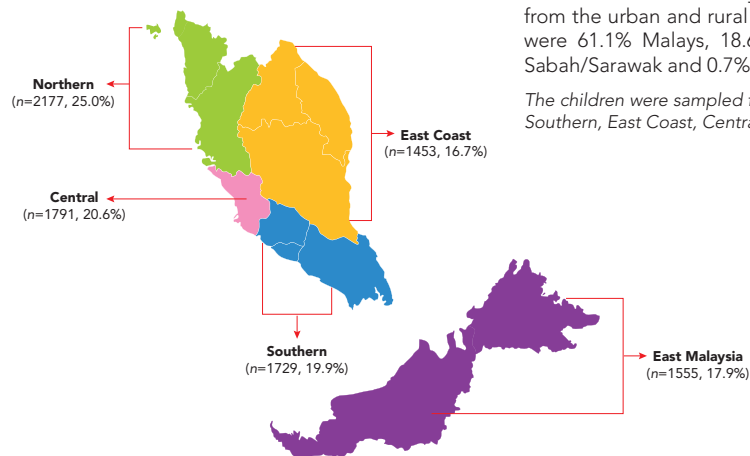 from the urban and rural
were 61.1% Malays, 18.6
Sabah/Sarawak and 0.7%
The children were sampled
Southern, East Coast, Centra
Northern
(n=2177, 25.0%)
East Coast
(n=1453, 16.7%)
Central
(n=1791, 20.6%)
Southern
(n=1729, 19.9%)
East Malaysia
(n=1555, 17.9%)